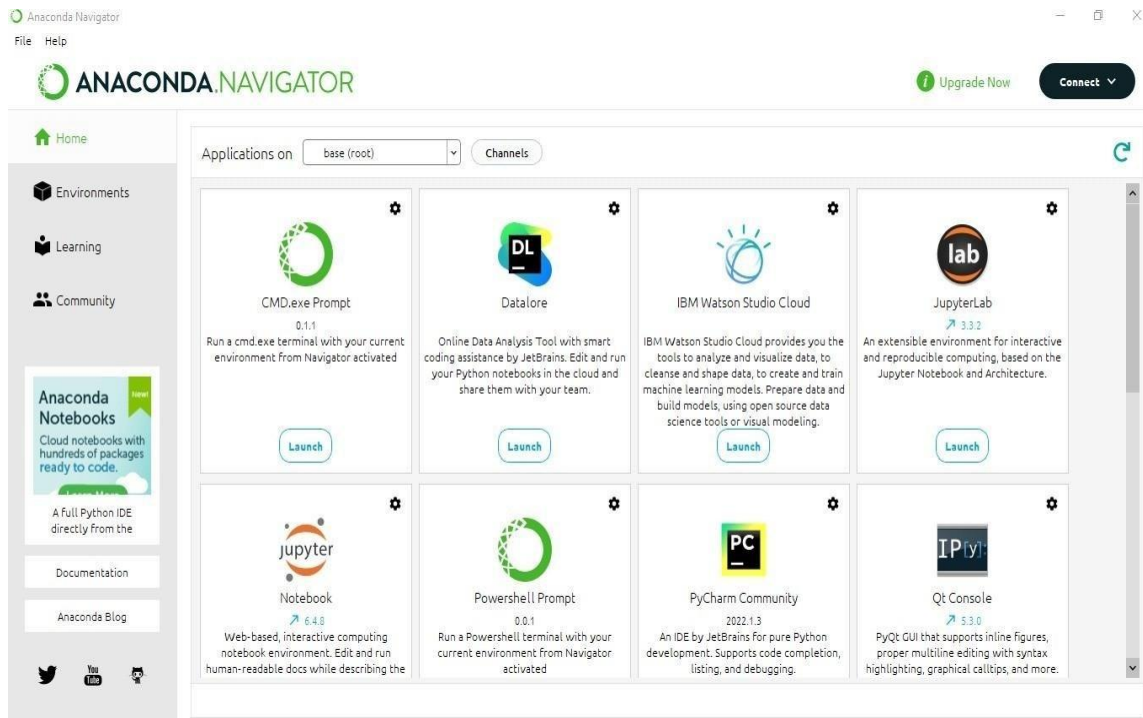 Anaconda Navigator
File Help
ANACONDA.NAVIGATOR
Upgrade Now
Connect
Home
Environments
Learning
Community
Applications on base (root) Channels
CMD.exe Prompt
0.1.1
Run a cmd.exe terminal with your current
environment from Navigator activated
Launch
DL
Datalore
Online Data Analysis Tool with smart
coding assistance by JetBrains. Edit and run
your Python notebooks in the cloud and
share them with your team.
Launch
IBM Watson Studio Cloud
IBM Watson Studio Cloud provides you the
tools to analyze and visualize data, to
cleanse and shape data, to create and train
machine learning models. Prepare data and
build models, using open source data
science tools or visual modeling.
Launch
lab
JupyterLab
3.3.2
An extensible environment for interactive
and reproducible computing, based on the
Jupyter Notebook and Architecture.
Launch
jupyter
Notebook
6.4.8
Web-based, interactive computing
notebook environment. Edit and run
human-readable docs while describing the
Powershell Prompt
0.0.1
Run a Powershell terminal with your
current environment from Navigator
activated
PC
PyCharm Community
2022.1.3
An IDE by JetBrains for pure Python
development. Supports code completion,
listing, and debugging.
IP[y]:
Qt Console
5.3.0
PyQt GUI that supports inline figures,
proper multiline editing with syntax
highlighting, graphical calltips, and more.
Anaconda
Notebooks
New!
Cloud notebooks with
hundreds of packages
ready to code.
Learn More
A full Python IDE
directly from the
Documentation
Anaconda Blog
You
Tube